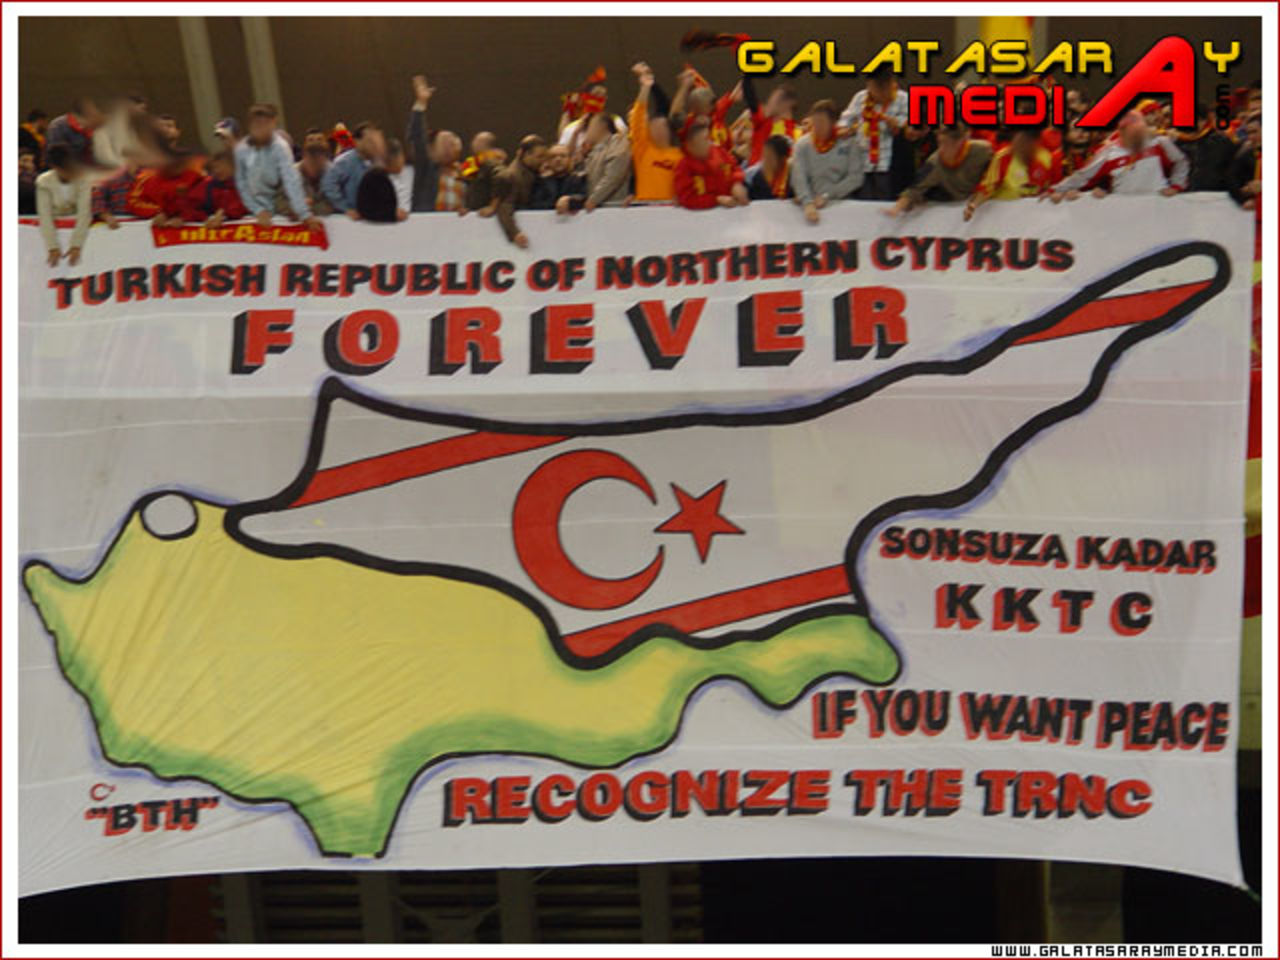 GALATASARAY
MEDIA
ultrAslan
TURKISH REPUBLIC OF NORTHERN CYPRUS
FOREVER
SONSUZA KADAR
KKTC
IF YOU WANT PEACE
RECOGNIZE THE TRNc
"BTH"
WWW.GALATASARAYMEDIA.COM